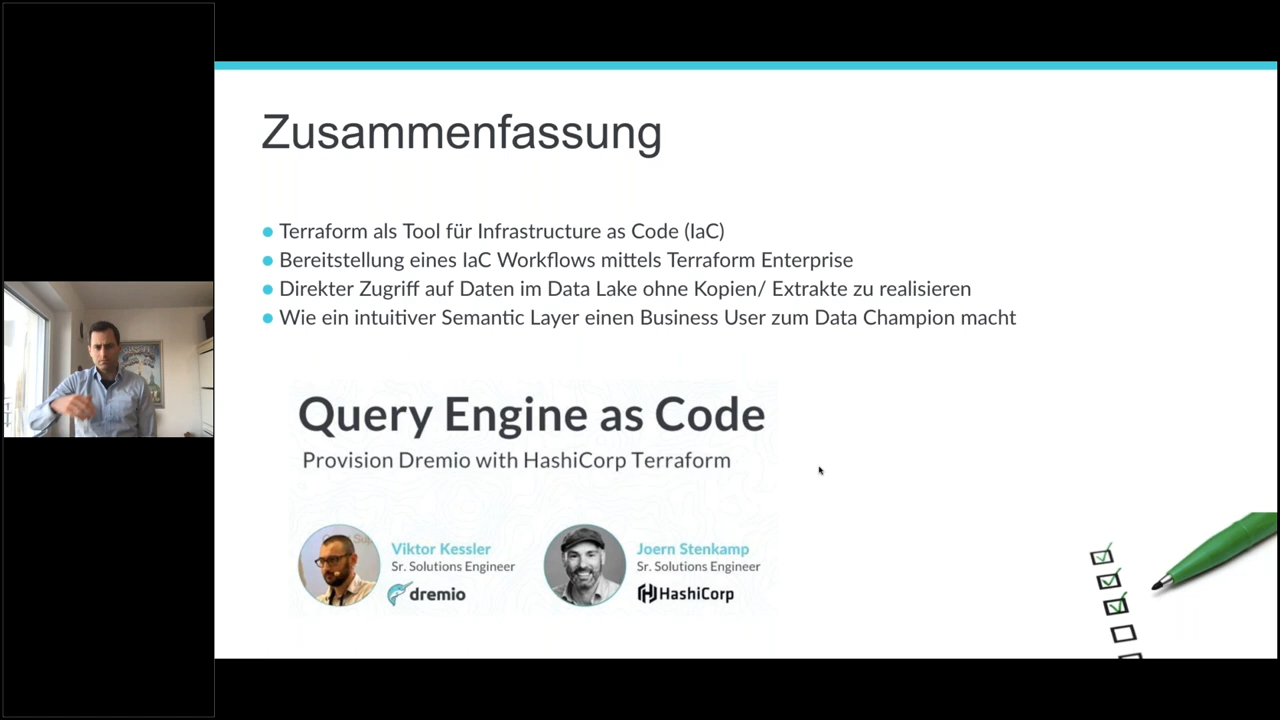 Zusammenfassung
Terraform als Tool für Infrastructure as Code (IaC)
Bereitstellung eines IaC Workflows mittels Terraform Enterprise
Direkter Zugriff auf Daten im Data Lake ohne Kopien/ Extrakte zu realisieren
Wie ein intuitiver Semantic Layer einen Business User zum Data Champion macht
Query Engine as Code
Provision Dremio with HashiCorp Terraform
Viktor Kessler
Sr. Solutions Engineer
dremio
Joern Stenkamp
Sr. Solutions Engineer
HashiCorp